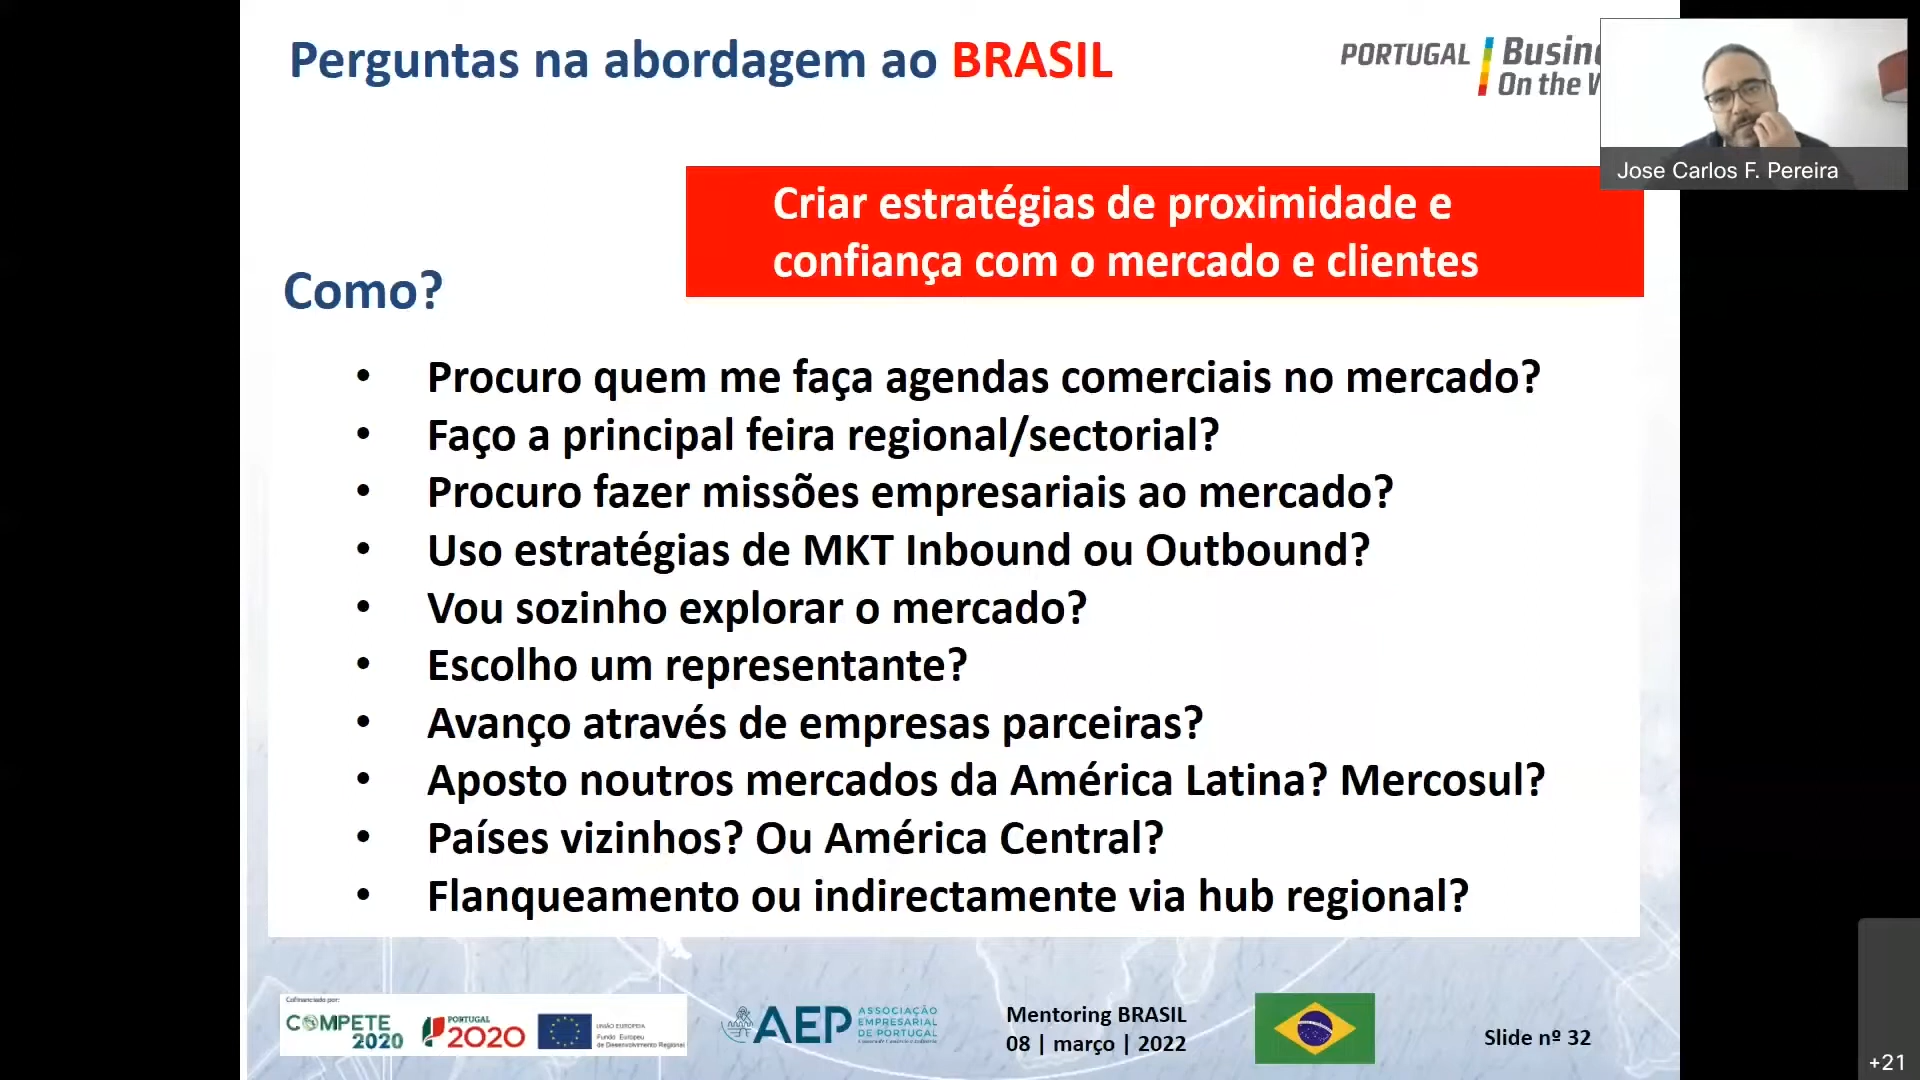 Perguntas na abordagem ao BRASIL
PORTUGAL
Busine
On the W
Jose Carlos F. Pereira
Criar estratégias de proximidade e
confiança com o mercado e clientes
Como?
• Procuro quem me faça agendas comerciais no mercado?
• Faço a principal feira regional/sectorial?
• Procuro fazer missões empresariais ao mercado?
• Uso estratégias de MKT Inbound ou Outbound?
• Vou sozinho explorar o mercado?
• Escolho um representante?
• Avanço através de empresas parceiras?
• Aposto noutros mercados da América Latina? Mercosul?
• Países vizinhos? Ou América Central?
• Flanqueamento ou indirectamente via hub regional?
Cofinanciado por:
COMPETE
2020
PORTUGAL
2020
UNIÃO EUROPEIA
Fundo Europeu
de Desenvolvimento Regional
AEP
ASSOCIAÇÃO
EMPRESARIAL
DE PORTUGAL
Mentoring BRASIL
08 | março | 2022
Slide nº 32
+21